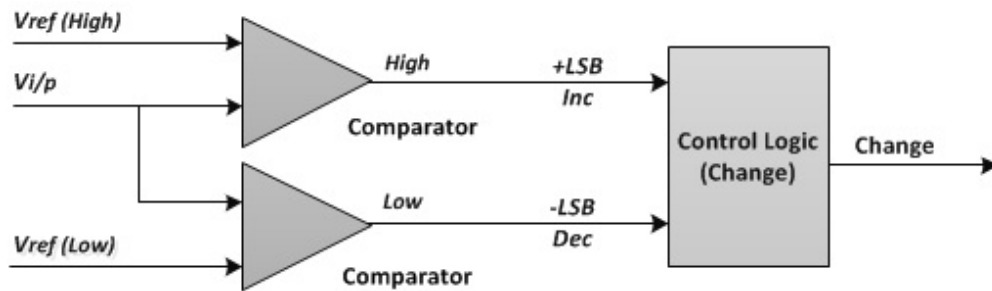 Vref (High)
Vi/p
High
+LSB
Inc
Comparator
Control Logic
(Change)
Change
Low
-LSB
Dec
Vref (Low)
Comparator